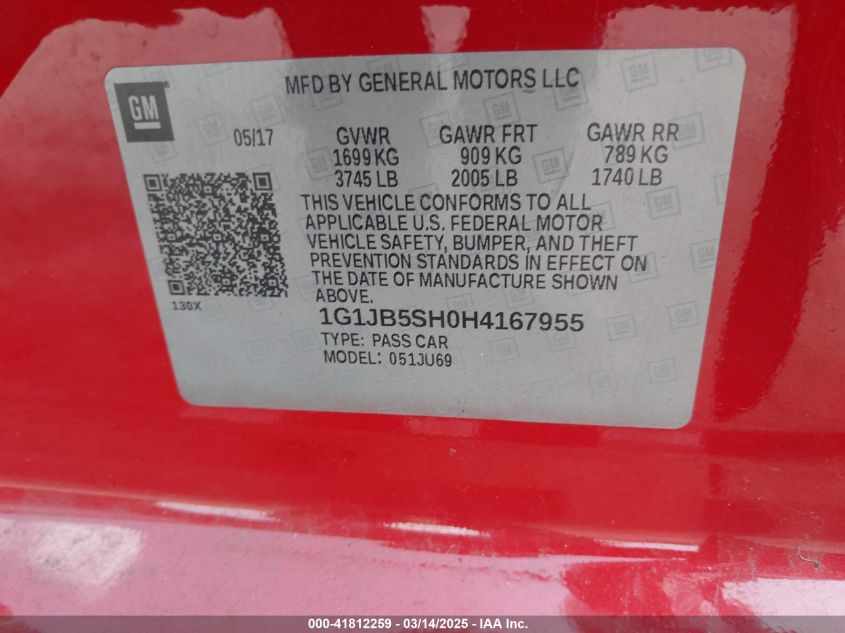 MFD BY GENERAL MOTORS LLC
GM
05/17 GVWR GAWR FRT GAWR RR
1699 KG 909 KG 789 KG
3745 LB 2005 LB 1740 LB
THIS VEHICLE CONFORMS TO ALL
APPLICABLE U.S. FEDERAL MOTOR
VEHICLE SAFETY, BUMPER, AND THEFT
PREVENTION STANDARDS IN EFFECT ON
THE DATE OF MANUFACTURE SHOWN
ABOVE.
130X
1G1JB5SH0H4167955
TYPE: PASS CAR
MODEL: 051JU69
000-41812259 - 03/14/2025 - IAA Inc.